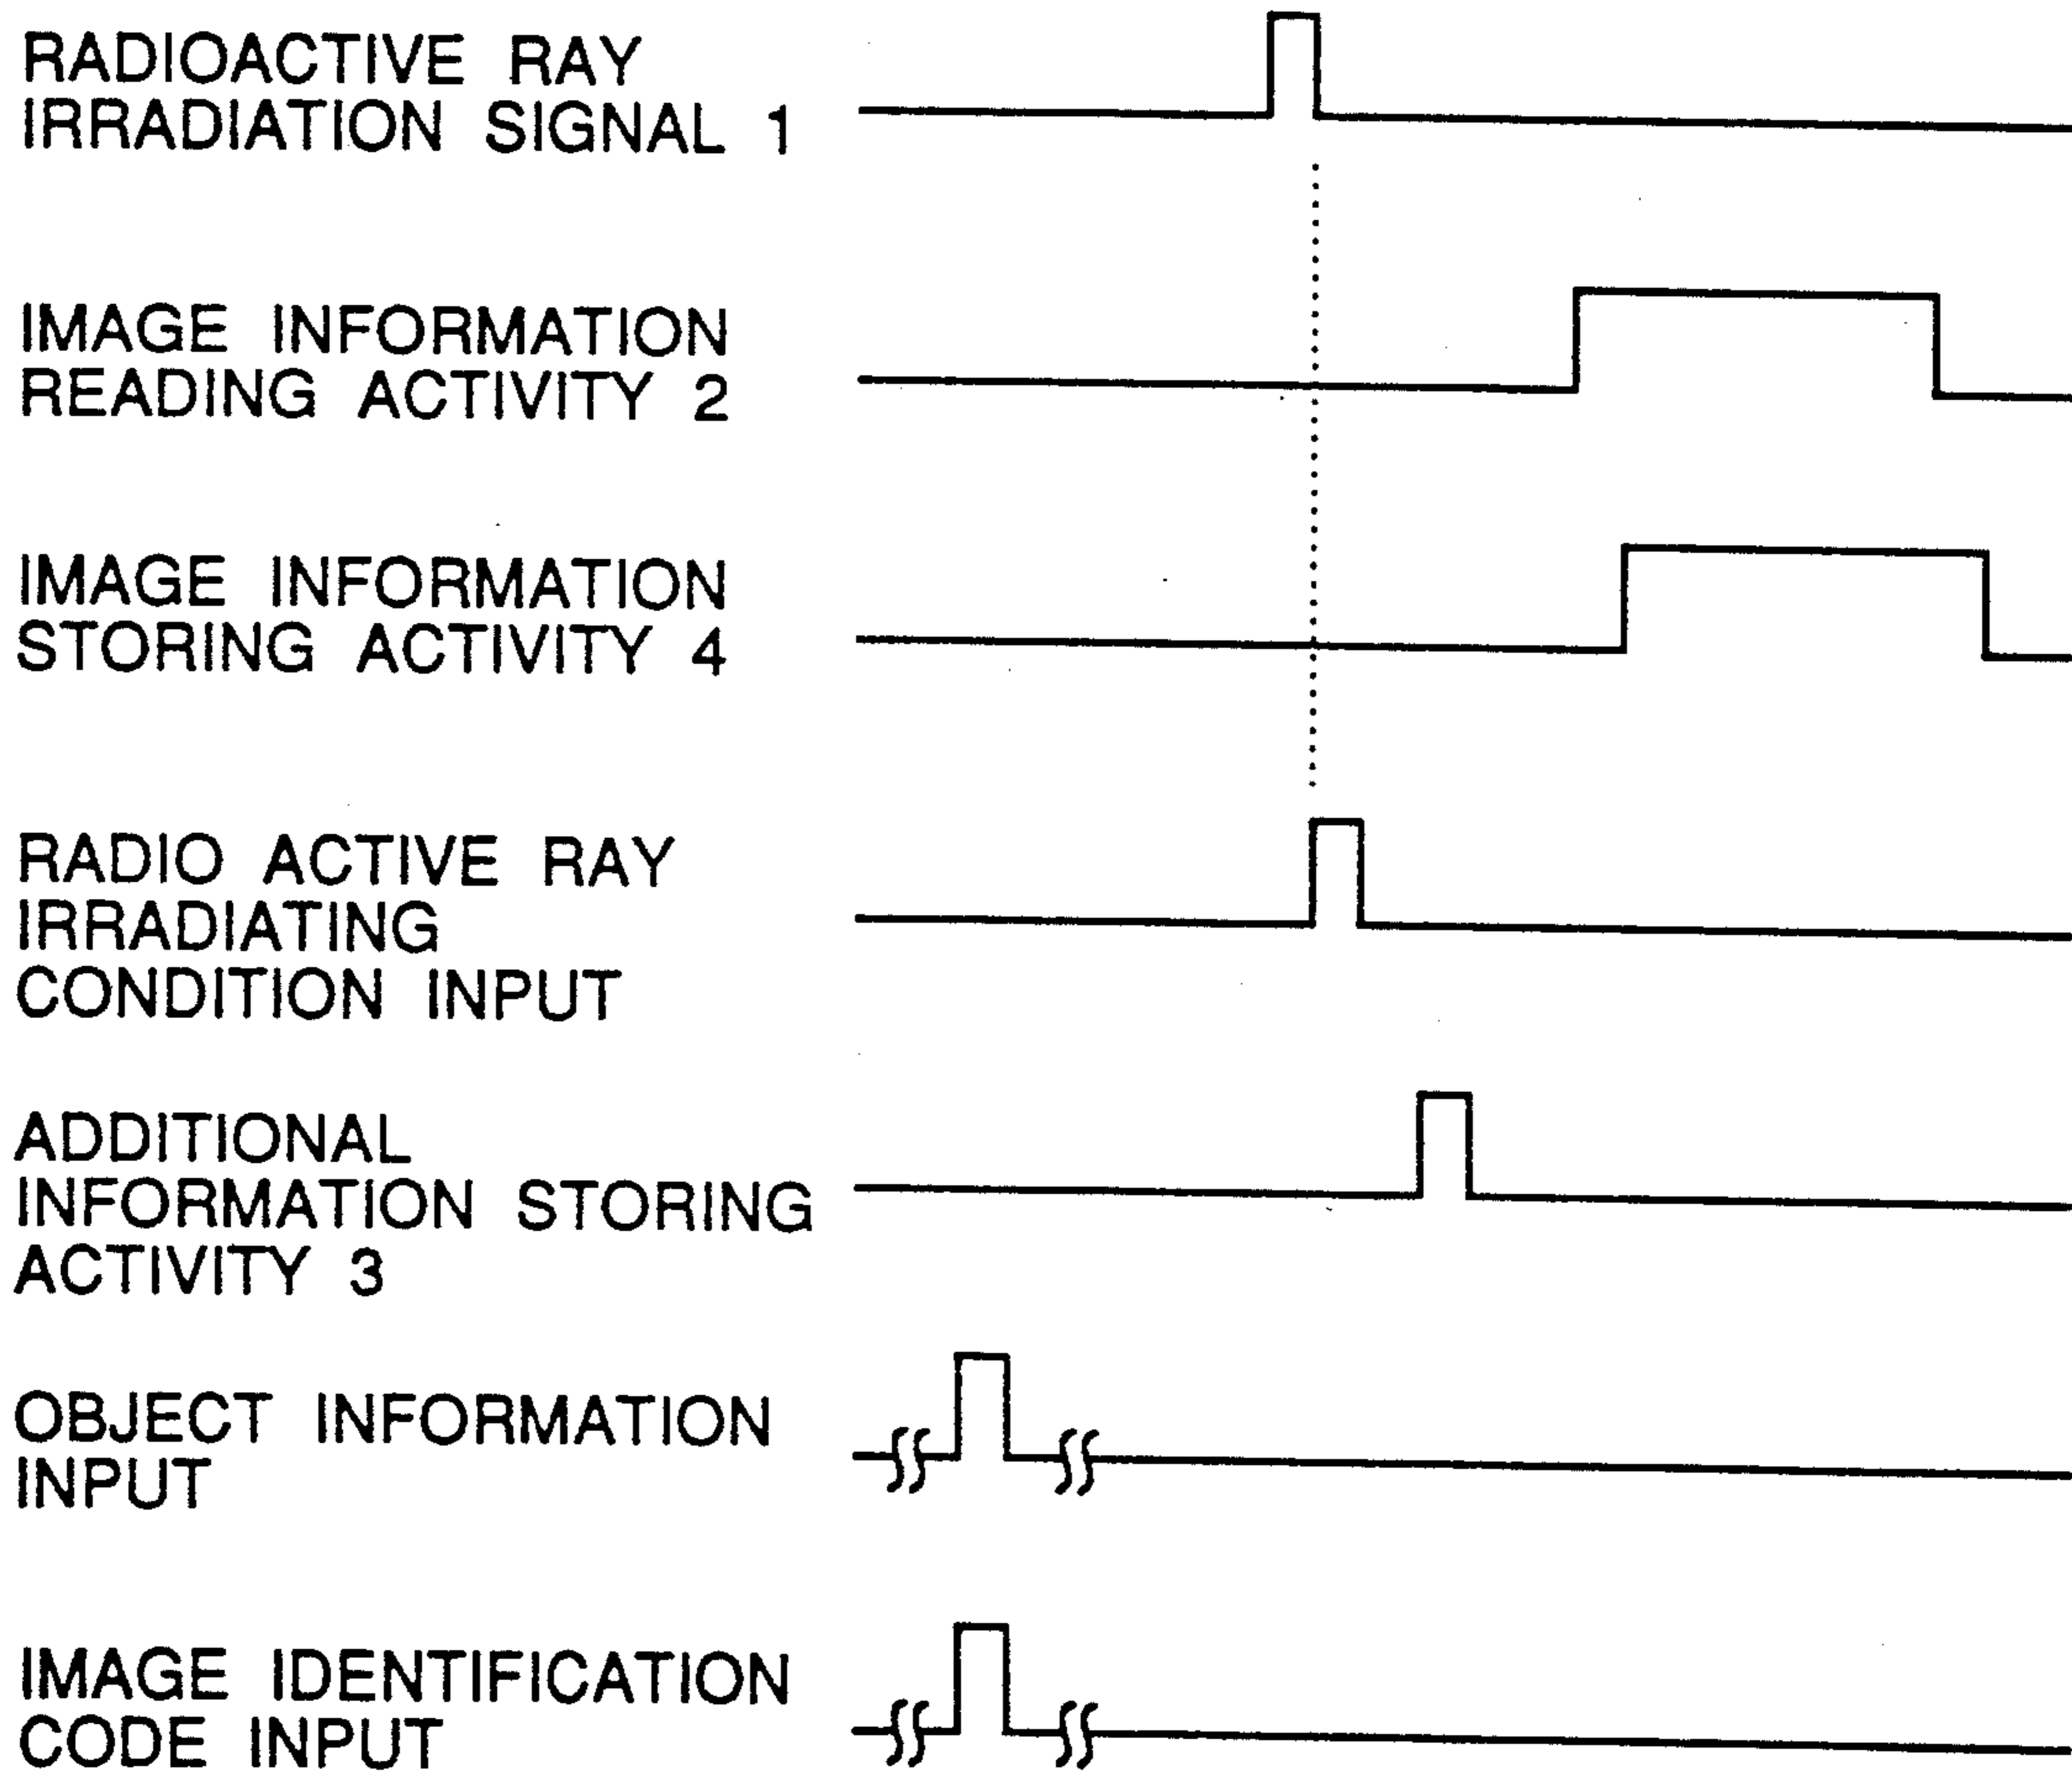 RADIOACTIVE RAY
IRRADIATION SIGNAL 1
IMAGE INFORMATION
READING ACTIVITY 2
IMAGE INFORMATION
STORING ACTIVITY 4
RADIO ACTIVE RAY
IRRADIATING
CONDITION INPUT
ADDITIONAL
INFORMATION STORING
ACTIVITY 3
OBJECT INFORMATION
INPUT
IMAGE IDENTIFICATION
CODE INPUT